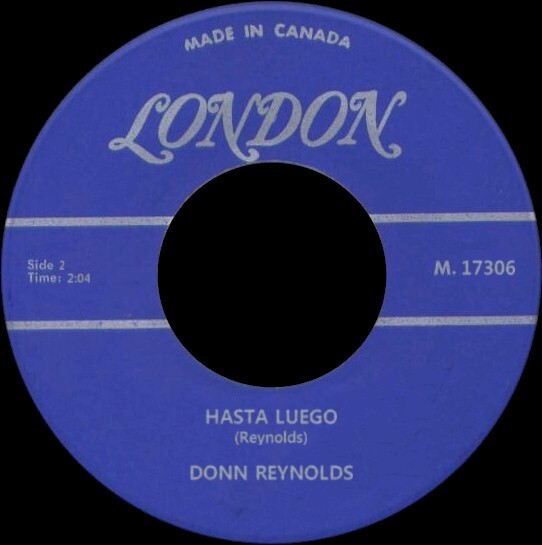 MADE IN CANADA
LONDON
Side 2
Time: 2:04
M. 17306
HASTA LUEGO
(Reynolds)
DONN REYNOLDS